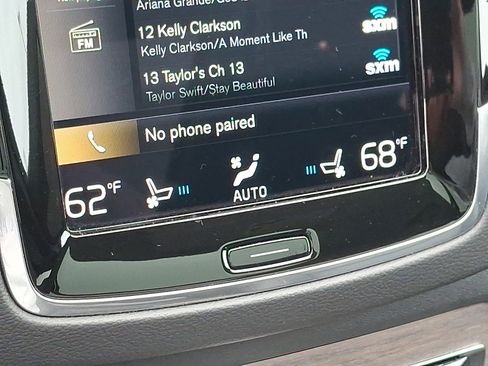 Ariana Grande/
12 Kelly Clarkson
Kelly Clarkson/A Moment Like Th
sxm
FM
13 Taylor's Ch 13
Taylor Swift/Stay Beautiful
sxm
No phone paired
62°F
AUTO
68°F